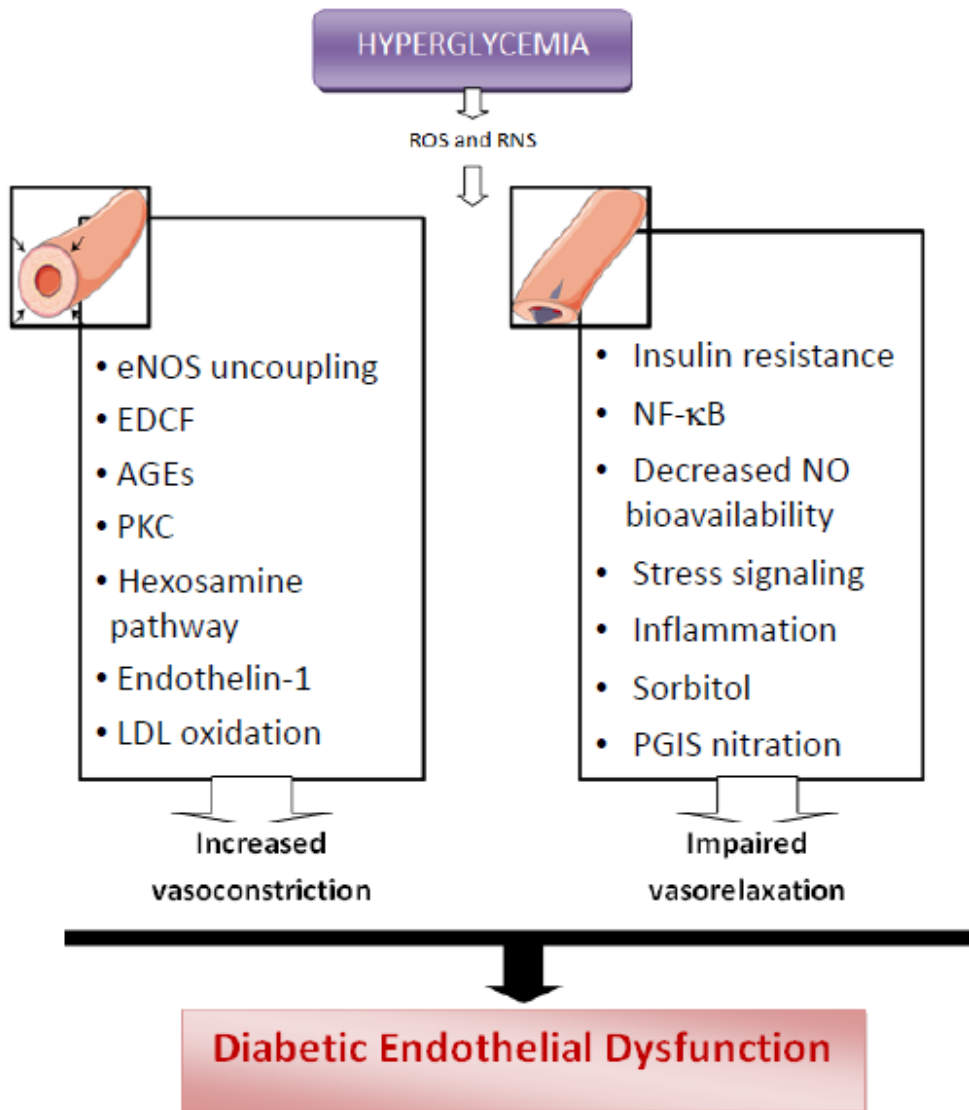 HYPERGLYCEMIA
ROS and RNS
• eNOS uncoupling
• EDCF
• AGEs
• PKC
• Hexosamine
pathway
• Endothelin-1
• LDL oxidation
Increased
vasoconstriction
• Insulin resistance
• NF-κB
• Decreased NO
bioavailability
• Stress signaling
• Inflammation
• Sorbitol
• PGIS nitration
Impaired
vasorelaxation
Diabetic Endothelial Dysfunction